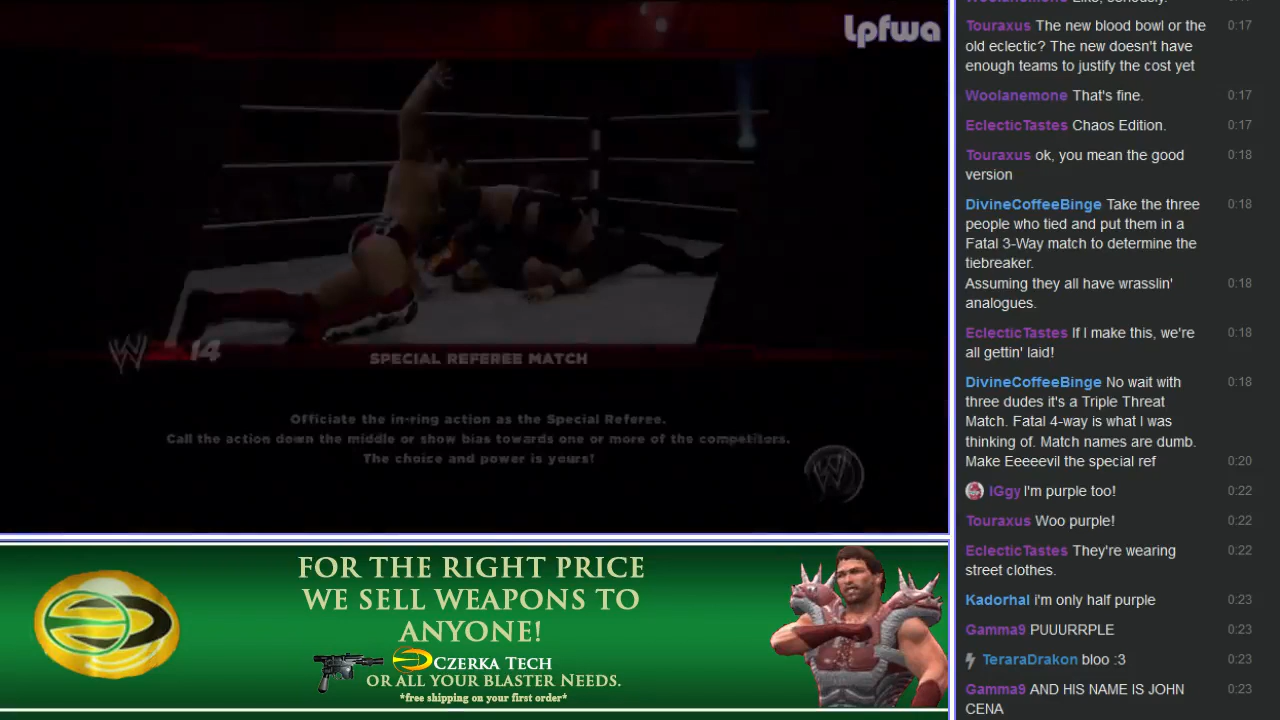 lpfwa
W 14
SPECIAL REFEREE MATCH
Officiate the in-ring action as the Special Referee.
Call the action down the middle or show bias towards one or more of the competitors.
The choice and power is yours!
FOR THE RIGHT PRICE
WE SELL WEAPONS TO
ANYONE!
CZERKA TECH
OR ALL YOUR BLASTER NEEDS.
*free shipping on your first order*
Touraxus The new blood bowl or the 0:17
old eclectic? The new doesn't have
enough teams to justify the cost yet
Woolanemone That's fine. 0:17
EclecticTastes Chaos Edition. 0:17
Touraxus ok, you mean the good 0:18
version
DivineCoffeeBinge Take the three 0:18
people who tied and put them in a
Fatal 3-Way match to determine the
tiebreaker.
Assuming they all have wrasslin' 0:18
analogues.
EclecticTastes If I make this, we're 0:18
all gettin' laid!
DivineCoffeeBinge No wait with 0:18
three dudes it's a Triple Threat
Match. Fatal 4-way is what I was
thinking of. Match names are dumb.
Make Eeeeevil the special ref 0:20
IGgy I'm purple too! 0:22
Touraxus Woo purple! 0:22
EclecticTastes They're wearing 0:22
street clothes.
Kadorhal i'm only half purple 0:23
Gamma9 PUUURRPLE 0:23
TeraraDrakon bloo :3 0:23
Gamma9 AND HIS NAME IS JOHN 0:23
CENA